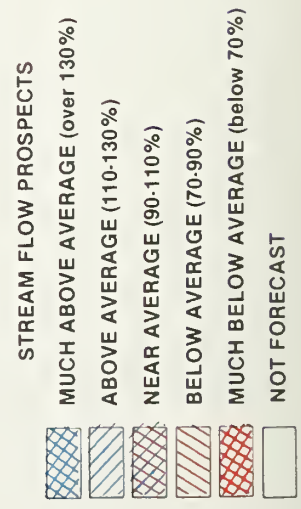 STREAM FLOW PROSPECTS
MUCH ABOVE AVERAGE (over 130%)
ABOVE AVERAGE (110-130%)
NEAR AVERAGE (90-110%)
BELOW AVERAGE (70-90%)
MUCH BELOW AVERAGE (below 70%)
NOT FORECAST